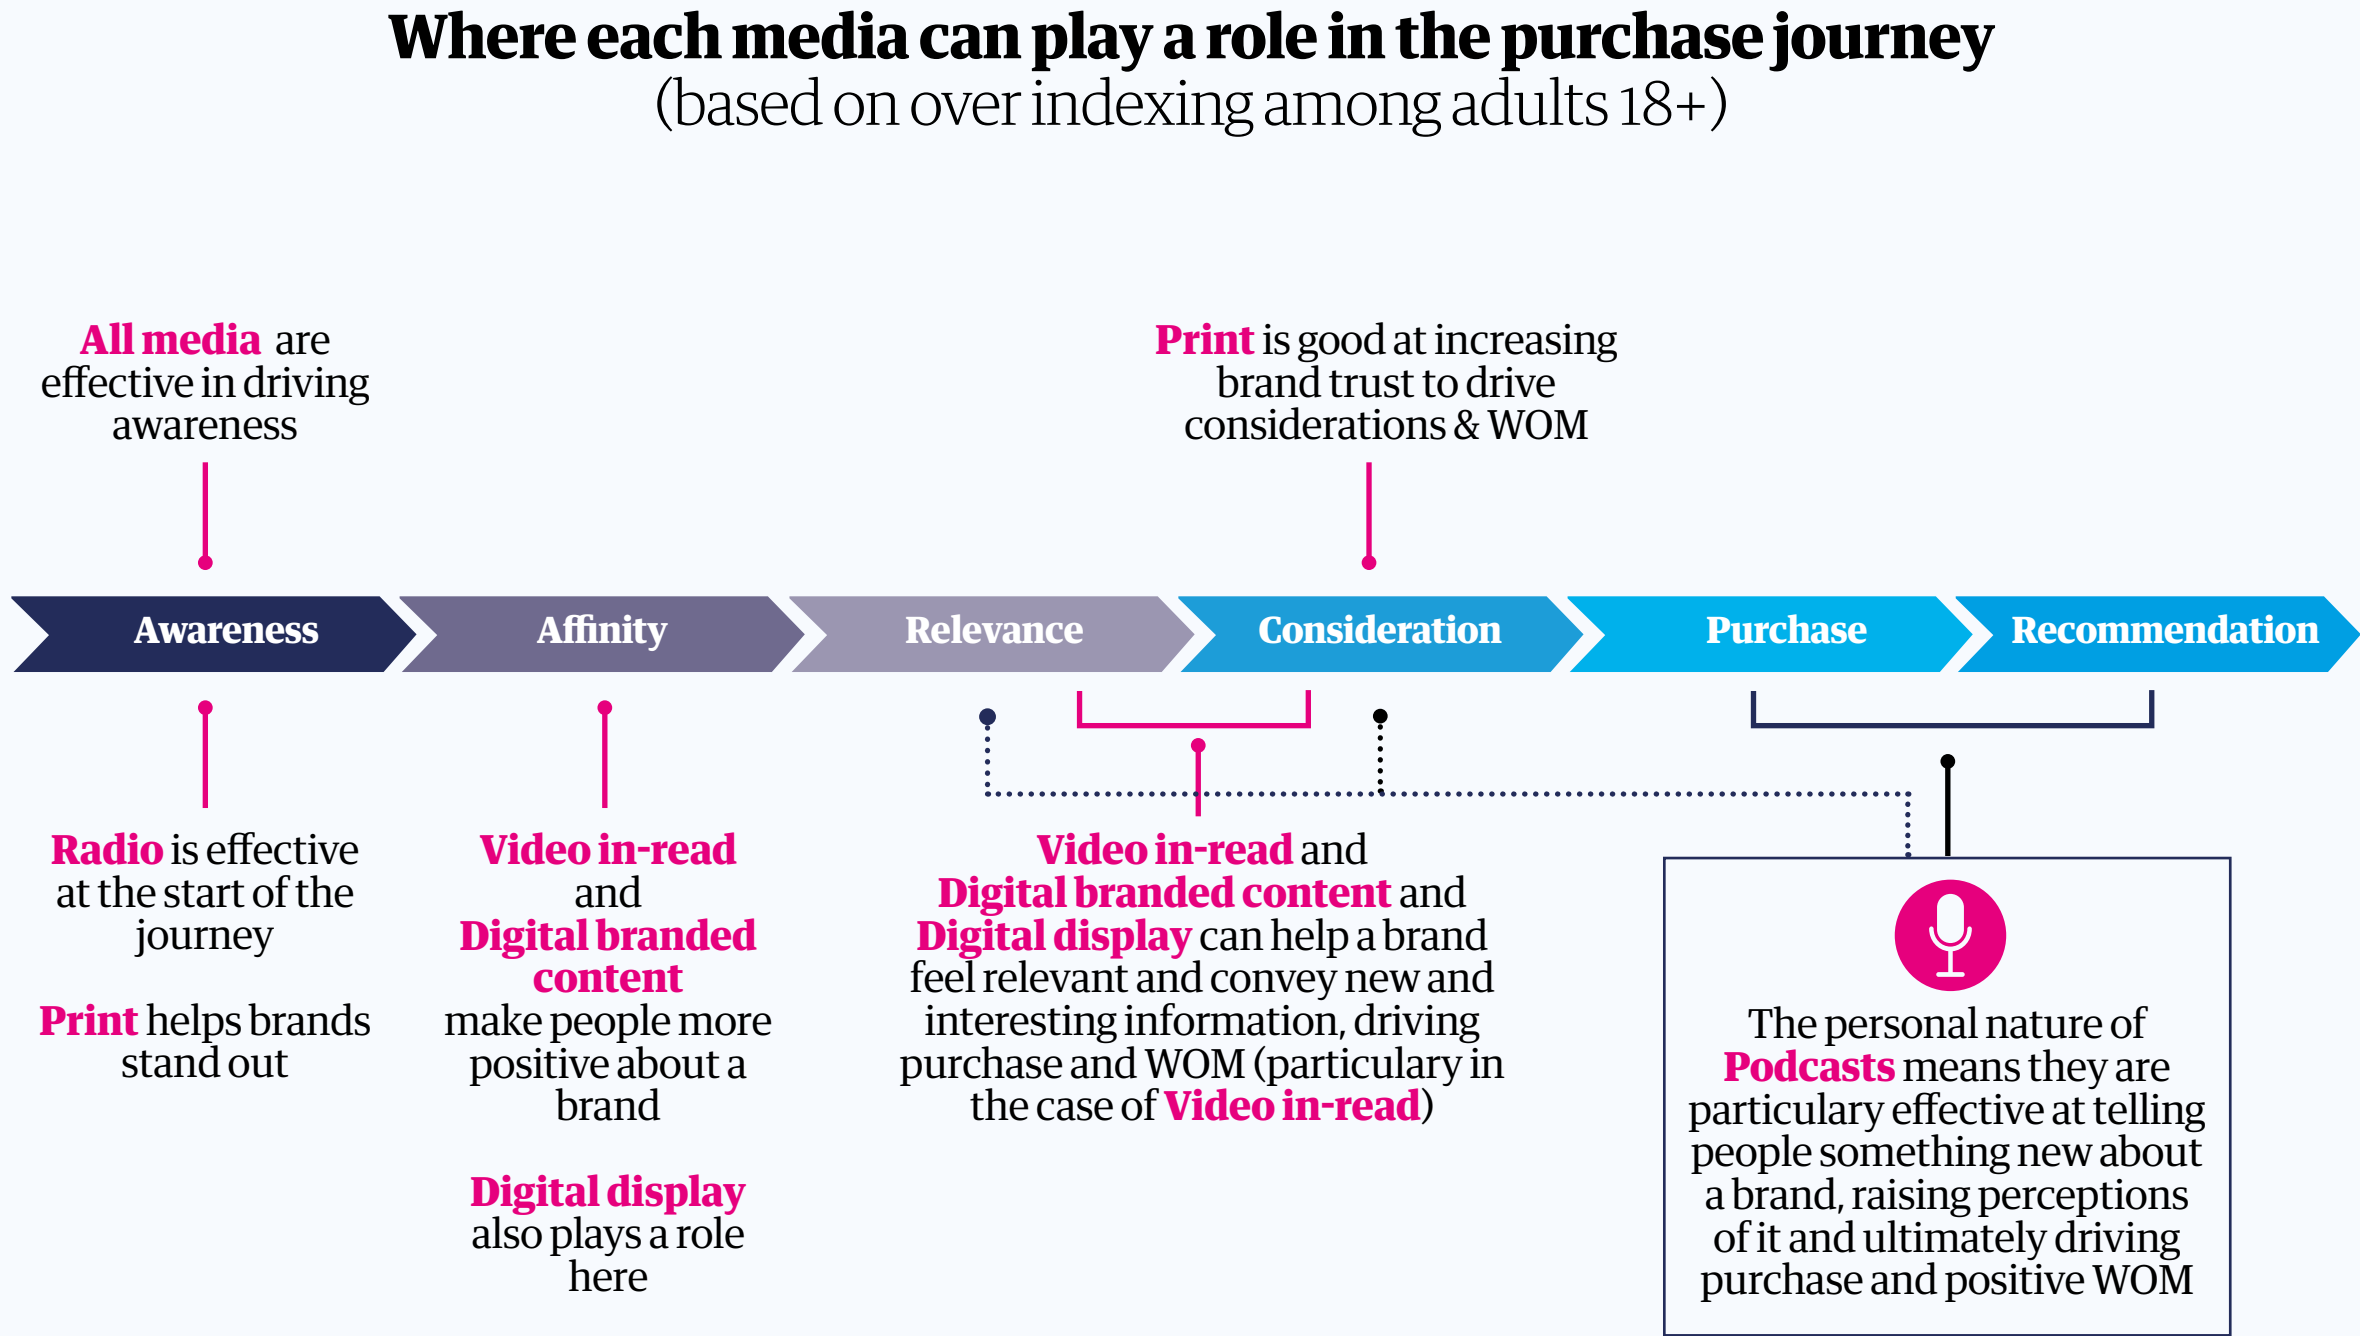 Where each media can play a role in the purchase journey
(based on over indexing among adults 18+)
All media are
effective in driving
awareness
Print is good at increasing
brand trust to drive
considerations & WOM
Awareness
Affinity
Relevance
Consideration
Purchase
Recommendation
Radio is effective
at the start of the
journey
Print helps brands
stand out
Video in-read
and
Digital branded
content
make people more
positive about a
brand
Digital display
also plays a role
here
Video in-read and
Digital branded content and
Digital display can help a brand
feel relevant and convey new and
interesting information, driving
purchase and WOM (particulary in
the case of Video in-read)
The personal nature of
Podcasts means they are
particulary effective at telling
people something new about
a brand, raising perceptions
of it and ultimately driving
purchase and positive WOM